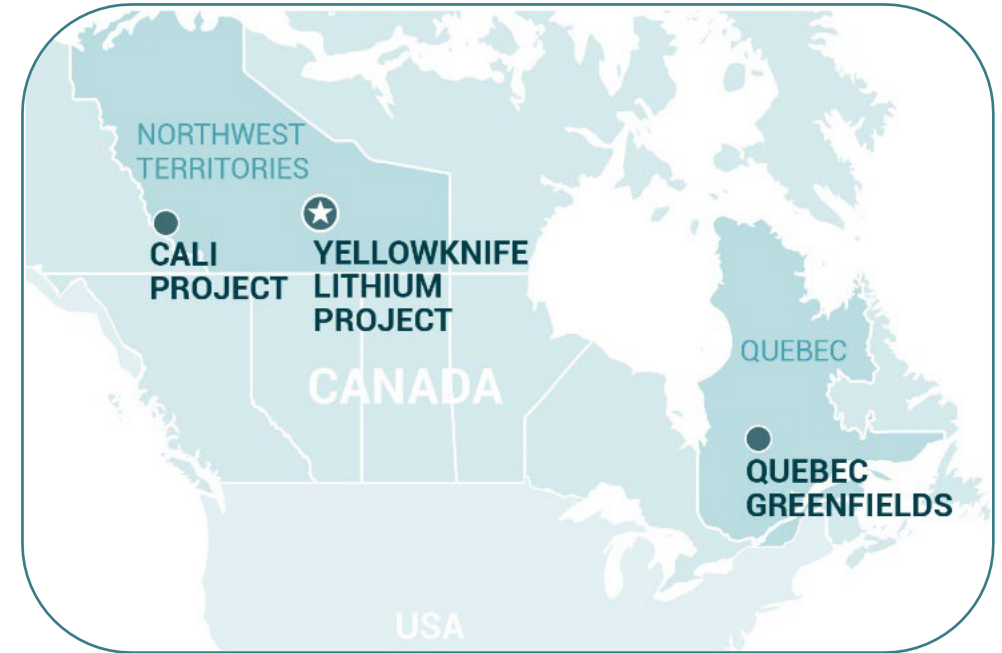 NORTHWEST
TERRITORIES
CALI
PROJECT
YELLOWKNIFE
LITHIUM
PROJECT
CANADA
QUEBEC
QUEBEC
GREENFIELDS
USA